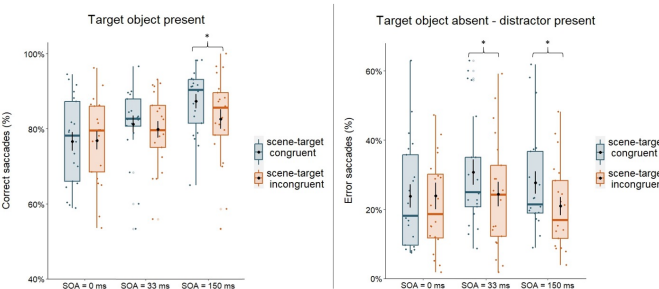 Target object present
Correct saccades (%)
100%
80%
60%
40%
*
SOA = 0 ms
SOA = 33 ms
SOA = 150 ms
scene-target
congruent
scene-target
incongruent
Target object absent - distractor present
Error saccades (%)
60%
40%
20%
0%
*
*
SOA = 0 ms
SOA = 33 ms
SOA = 150 ms
scene-target
congruent
scene-target
incongruent